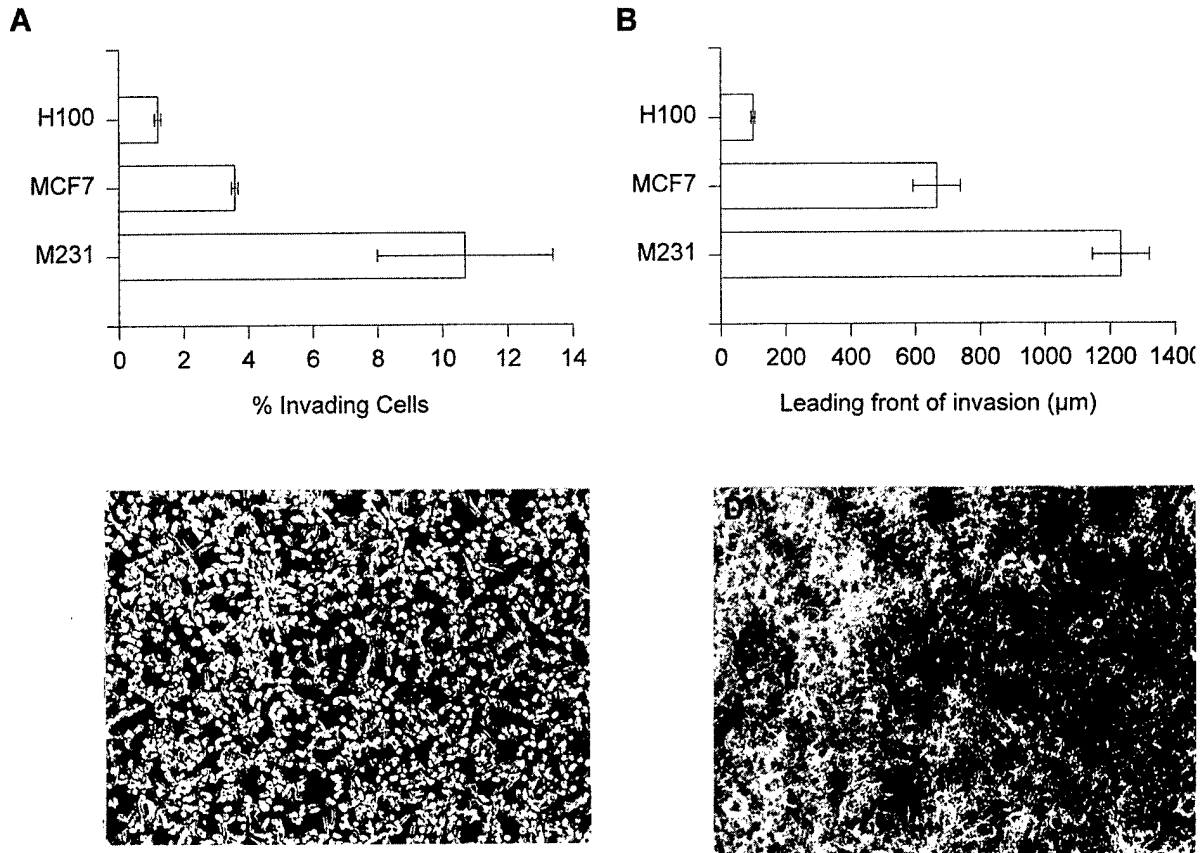 A
H100
MCF7
M231
0 2 4 6 8 10 12 14
% Invading Cells
B
H100
MCF7
M231
0 200 400 600 800 1000 1200 1400
Leading front of invasion (µm)
D